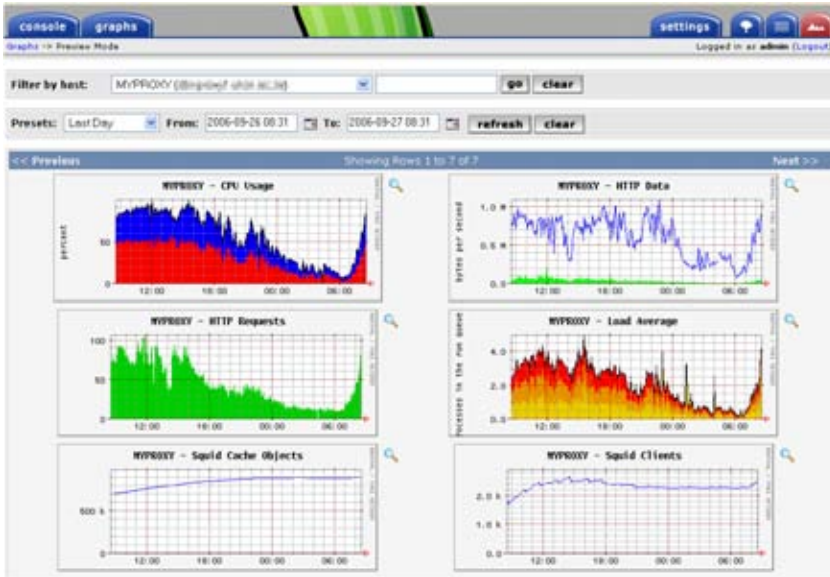 console graphs settings
Graphs -> Preview Mode Logged in as admin (Logout)
Filter by host: MYPROXY go clear
Presets: Last Day From: 2006-09-26 08:31 To: 2006-09-27 08:31 refresh clear
<< Previous Showing Rows 1 to 7 of 7 Next >>
MYPROXY - CPU Usage
percent
50
0
12:00 18:00 00:00 06:00
MYPROXY - HTTP Data
bytes per second
1.0 M
0.5 M
0.0
12:00 18:00 00:00 06:00
MYPROXY - HTTP Requests
100
50
0
12:00 18:00 00:00 06:00
MYPROXY - Load Average
processes in the run queue
4.0
2.0
0.0
12:00 18:00 00:00 06:00
MYPROXY - Squid Cache Objects
500 k
0
12:00 18:00 00:00 06:00
MYPROXY - Squid Clients
2.0 k
1.0 k
0.0
12:00 18:00 00:00 06:00